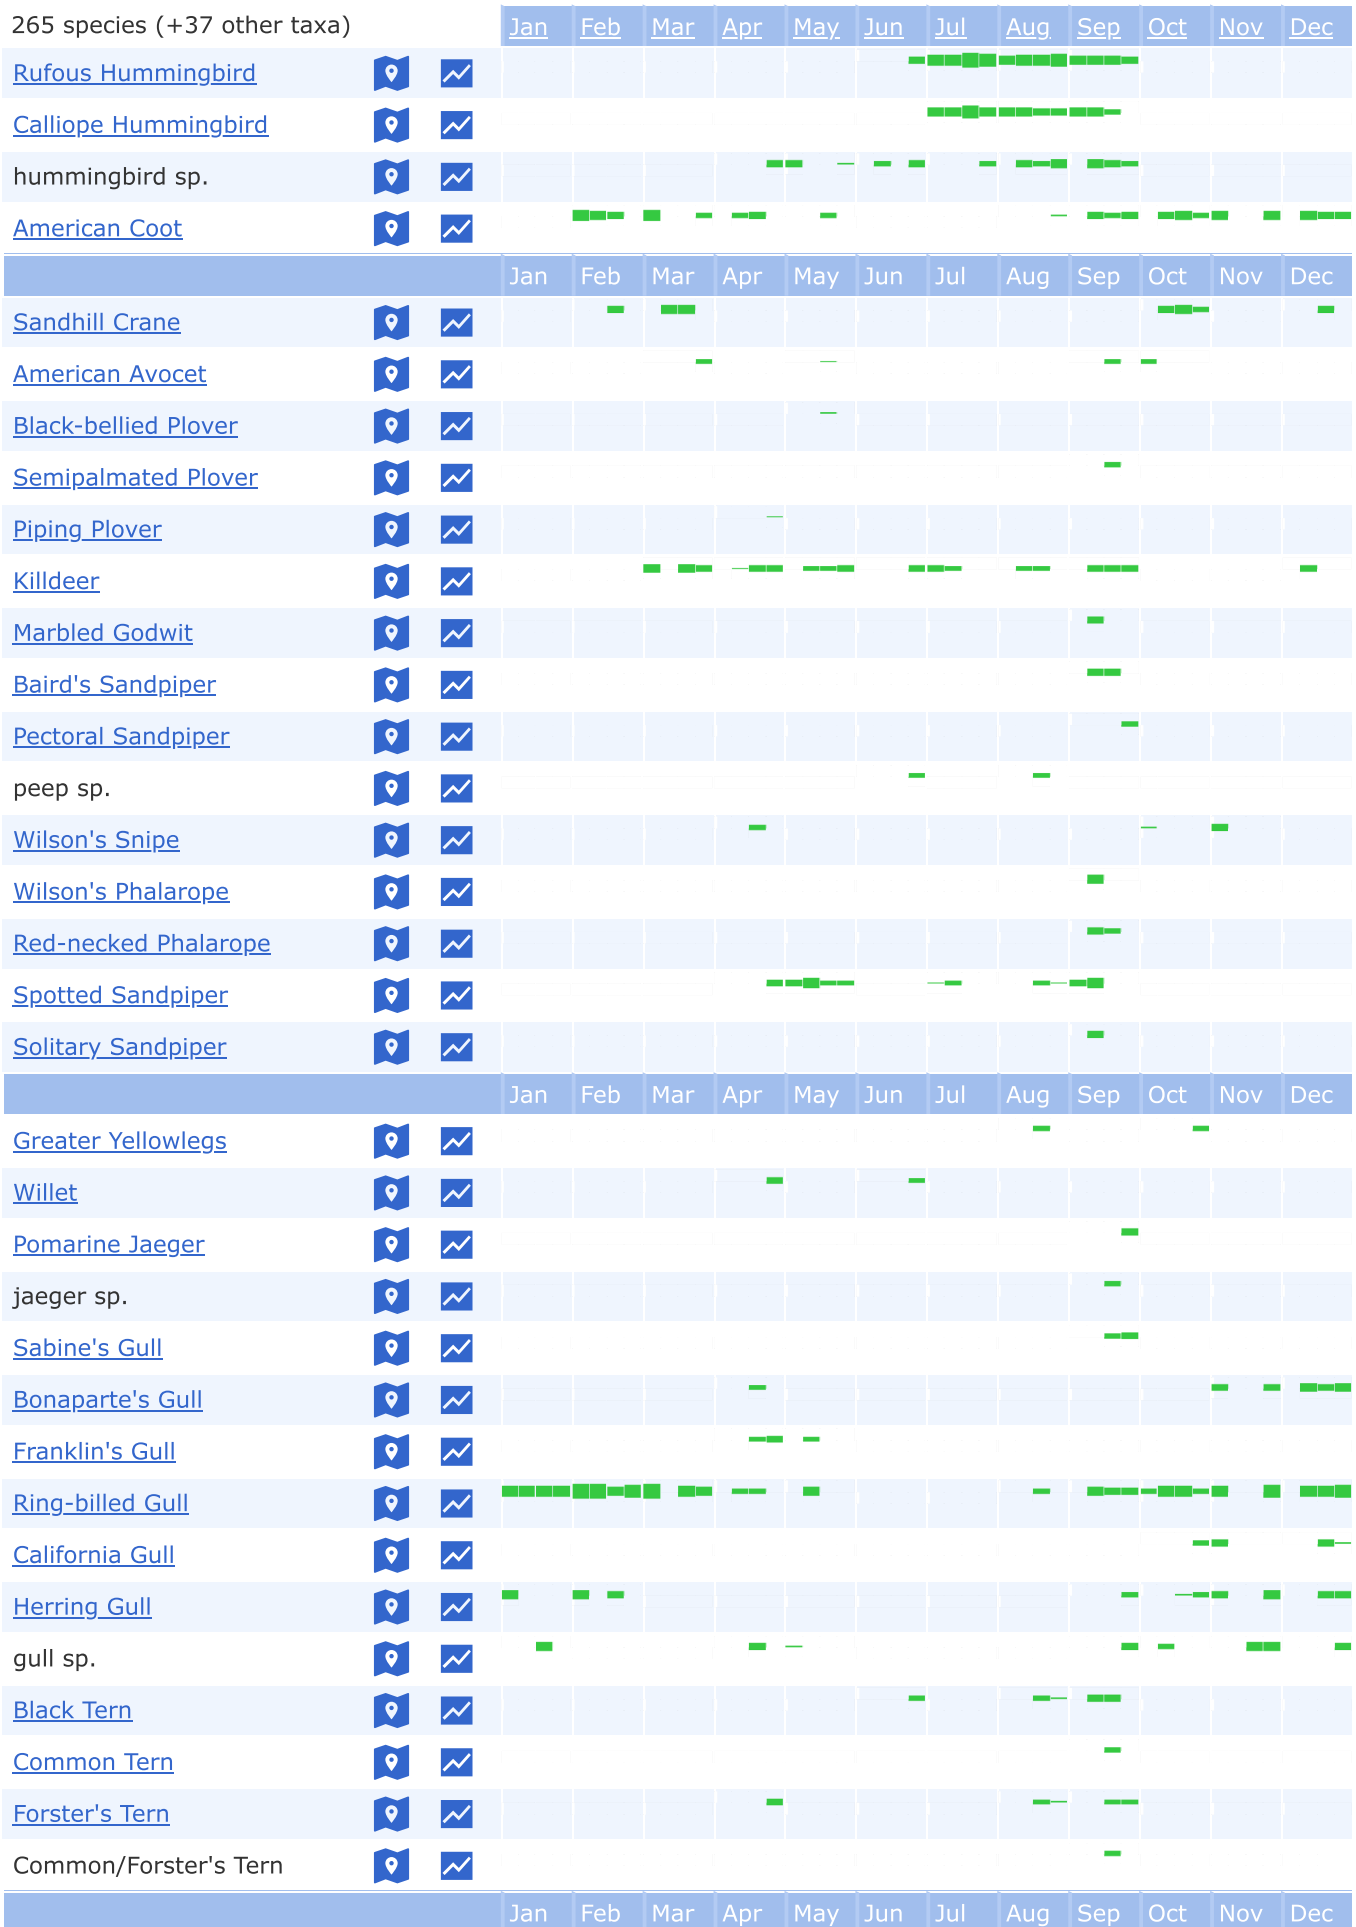 265 species (+37 other taxa) Jan Feb Mar Apr May Jun Jul Aug Sep Oct Nov Dec
Rufous Hummingbird
Calliope Hummingbird
hummingbird sp.
American Coot
Jan Feb Mar Apr May Jun Jul Aug Sep Oct Nov Dec
Sandhill Crane
American Avocet
Black-bellied Plover
Semipalmated Plover
Piping Plover
Killdeer
Marbled Godwit
Baird's Sandpiper
Pectoral Sandpiper
peep sp.
Wilson's Snipe
Wilson's Phalarope
Red-necked Phalarope
Spotted Sandpiper
Solitary Sandpiper
Jan Feb Mar Apr May Jun Jul Aug Sep Oct Nov Dec
Greater Yellowlegs
Willet
Pomarine Jaeger
jaeger sp.
Sabine's Gull
Bonaparte's Gull
Franklin's Gull
Ring-billed Gull
California Gull
Herring Gull
gull sp.
Black Tern
Common Tern
Forster's Tern
Common/Forster's Tern
Jan Feb Mar Apr May Jun Jul Aug Sep Oct Nov Dec